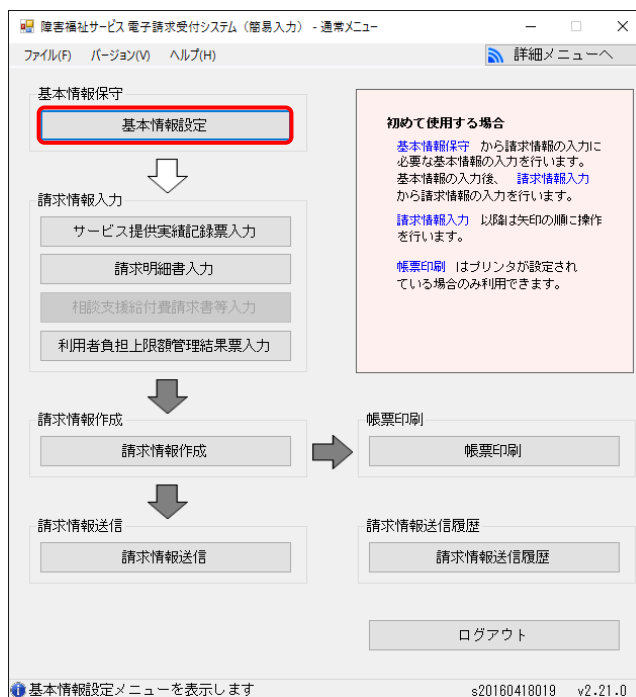 障害福祉サービス 電子請求受付システム（簡易入力） - 通常メニュー
ファイル(F) バージョン(V) ヘルプ(H) 詳細メニューへ
基本情報保守
基本情報設定
初めて使用する場合
基本情報保守 から請求情報の入力に
必要な基本情報の入力を行います。
基本情報の入力後、 請求情報入力
から請求情報の入力を行います。
請求情報入力 以降は矢印の順に操作
を行います。
帳票印刷 はプリンタが設定され
ている場合のみ利用できます。
請求情報入力
サービス提供実績記録票入力
請求明細書入力
相談支援給付費請求書等入力
利用者負担上限額管理結果票入力
請求情報作成
請求情報作成
帳票印刷
帳票印刷
請求情報送信
請求情報送信
請求情報送信履歴
請求情報送信履歴
ログアウト
基本情報設定メニューを表示します s20160418019 v2.21.0